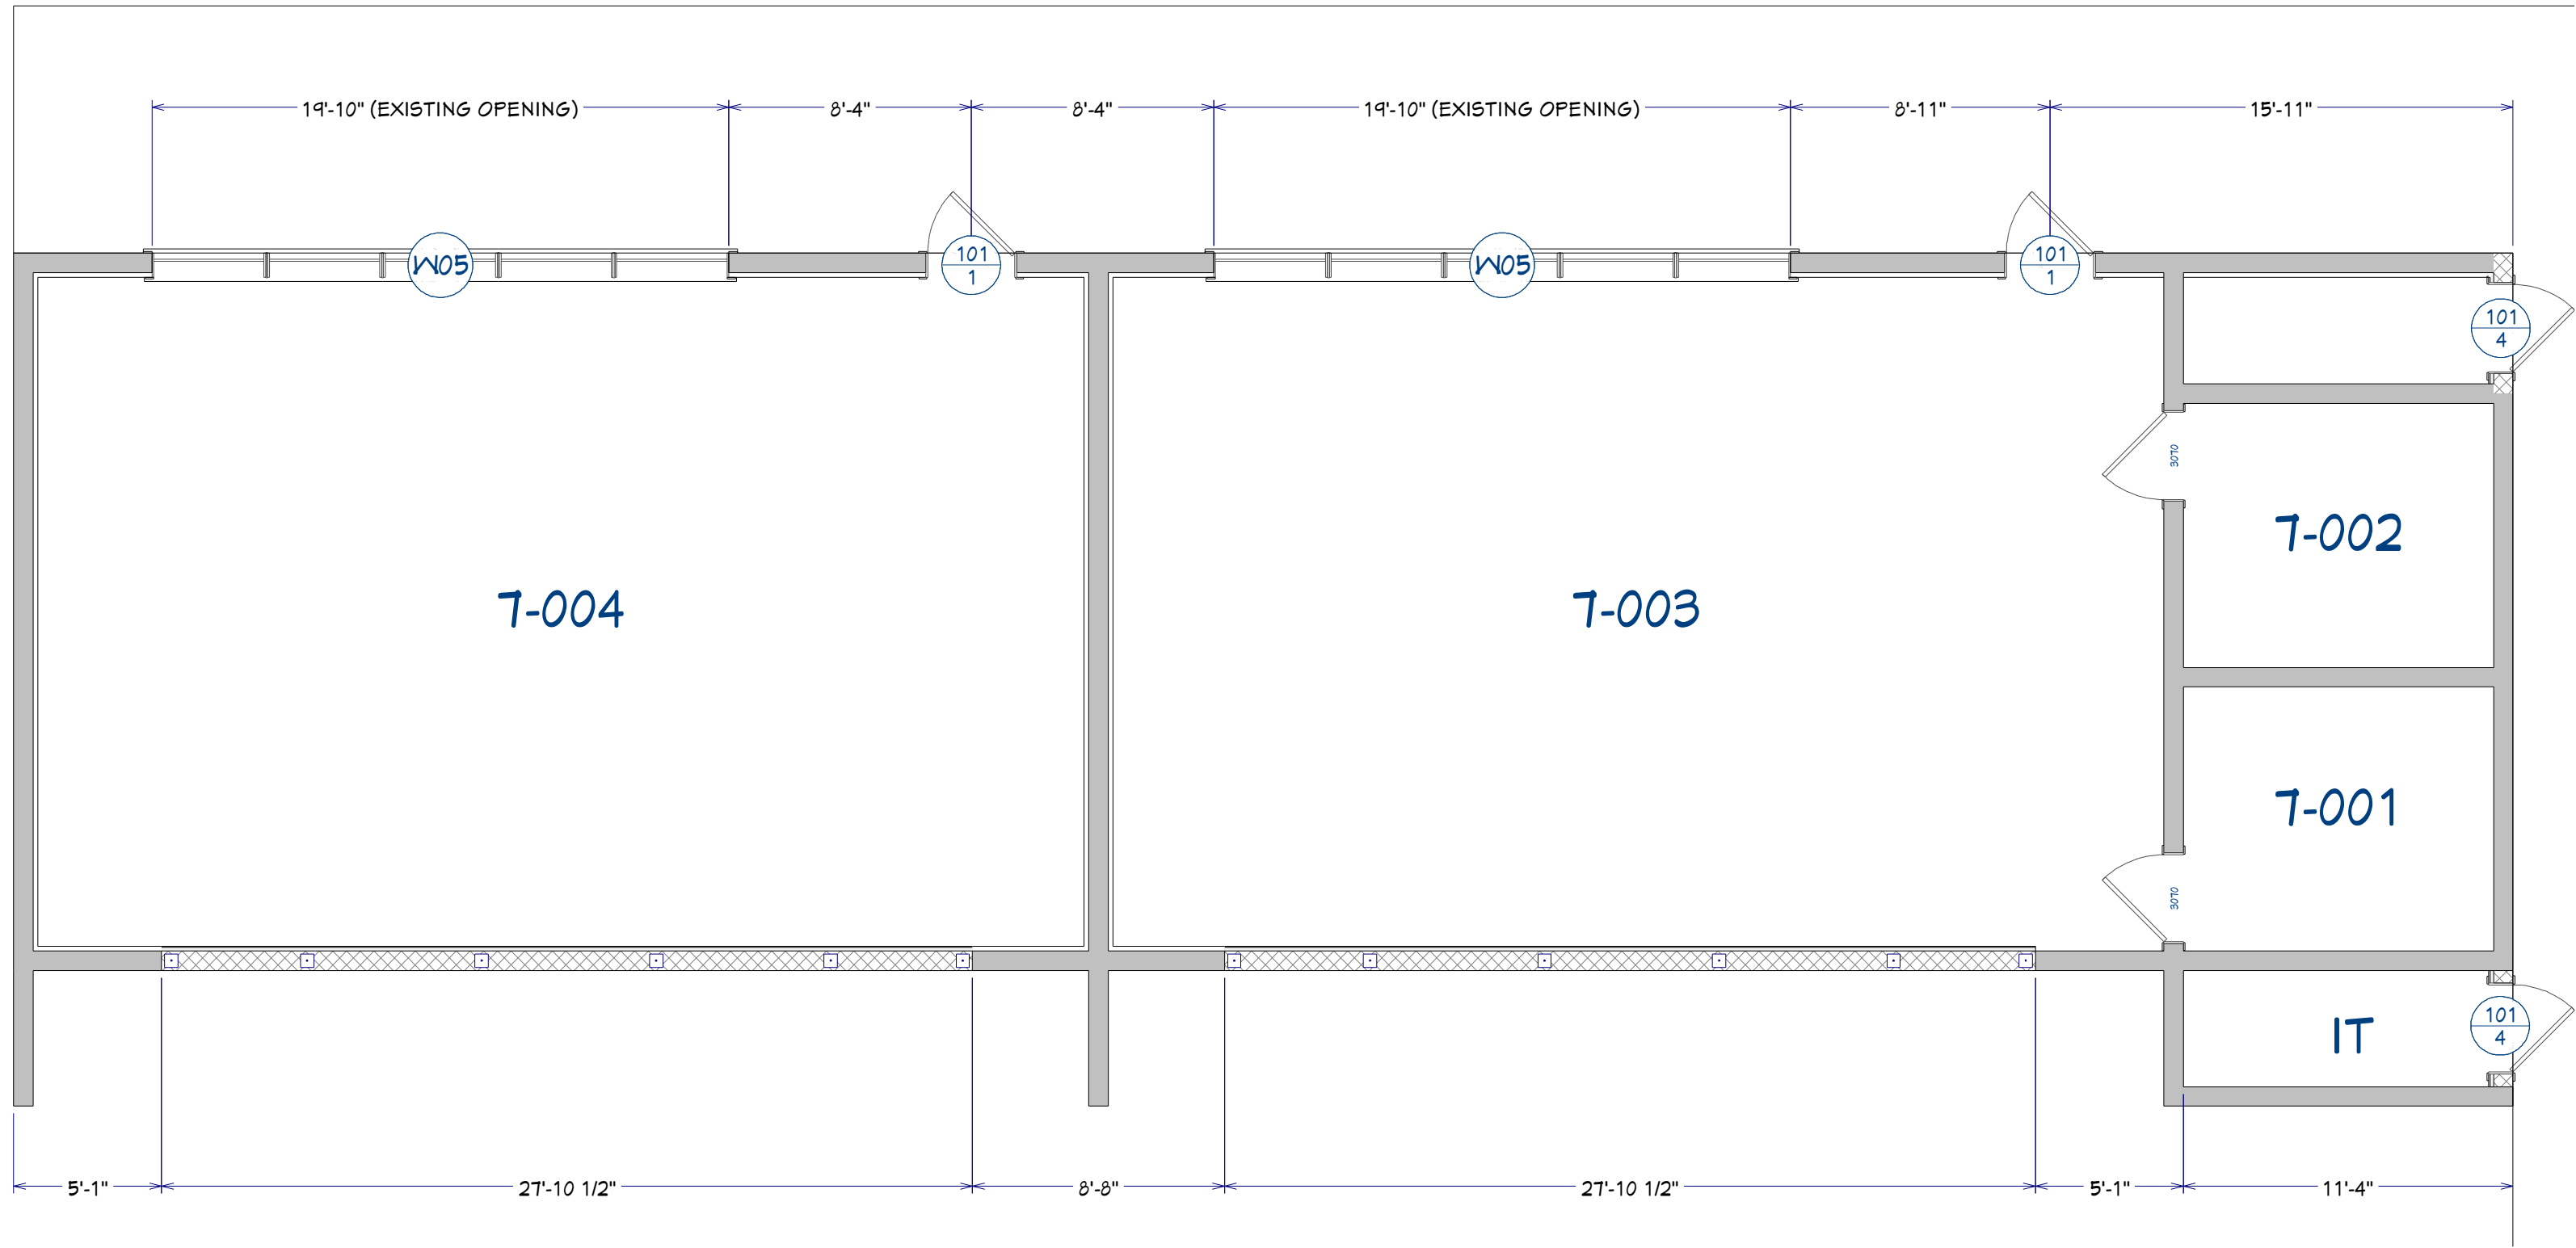 19'-10" (EXISTING OPENING)
8'-4"
8'-4"
19'-10" (EXISTING OPENING)
8'-11"
15'-11"
W05
101
1
W05
101
1
101
4
3070
T-002
T-004
T-003
T-001
3070
101
4
IT
5'-1"
27'-10 1/2"
8'-8"
27'-10 1/2"
5'-1"
11'-4"